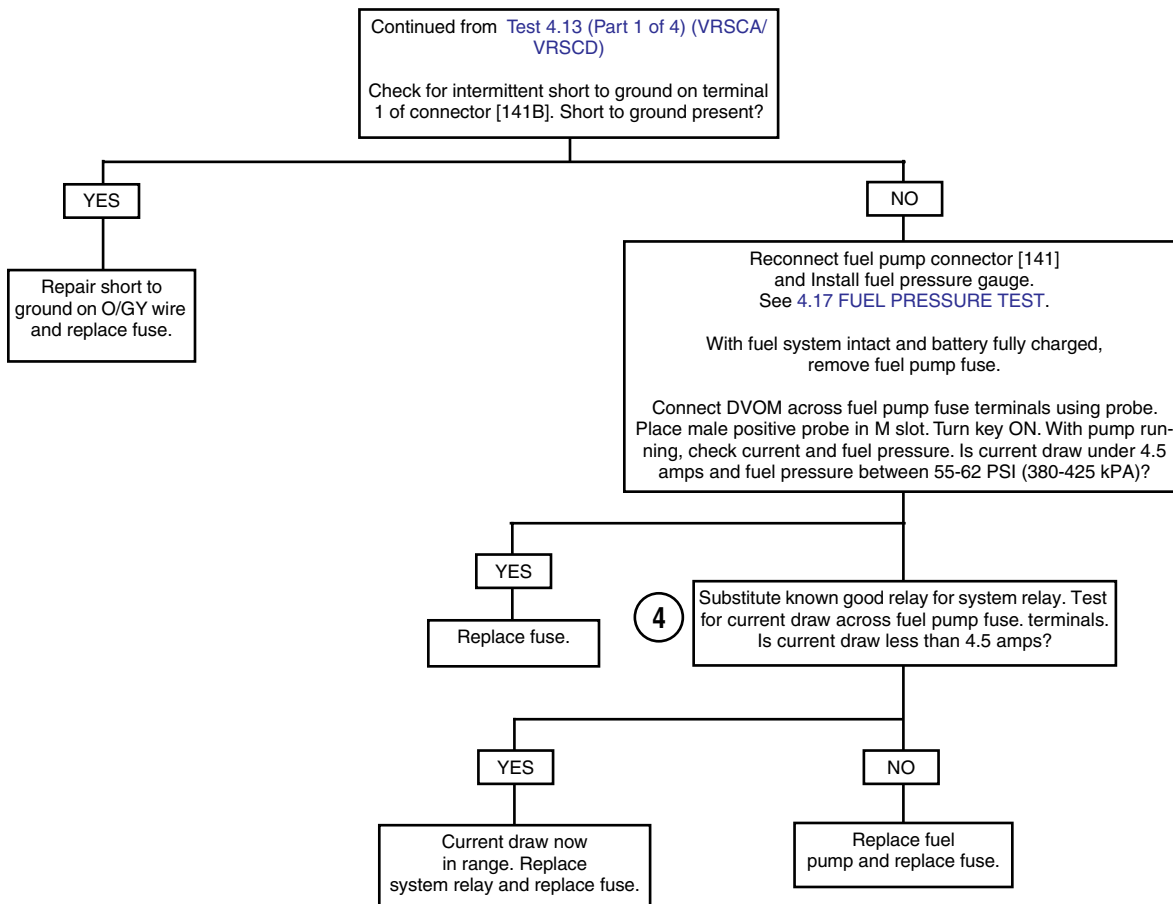 Continued from Test 4.13 (Part 1 of 4) (VRSCA/
VRSCD)
Check for intermittent short to ground on terminal
1 of connector [141B]. Short to ground present?
YES
NO
Repair short to
ground on O/GY wire
and replace fuse.
Reconnect fuel pump connector [141]
and Install fuel pressure gauge.
See 4.17 FUEL PRESSURE TEST.
With fuel system intact and battery fully charged,
remove fuel pump fuse.
Connect DVOM across fuel pump fuse terminals using probe.
Place male positive probe in M slot. Turn key ON. With pump run-
ning, check current and fuel pressure. Is current draw under 4.5
amps and fuel pressure between 55-62 PSI (380-425 kPA)?
YES
Replace fuse.
4
Substitute known good relay for system relay. Test
for current draw across fuel pump fuse. terminals.
Is current draw less than 4.5 amps?
YES
NO
Current draw now
in range. Replace
system relay and replace fuse.
Replace fuel
pump and replace fuse.